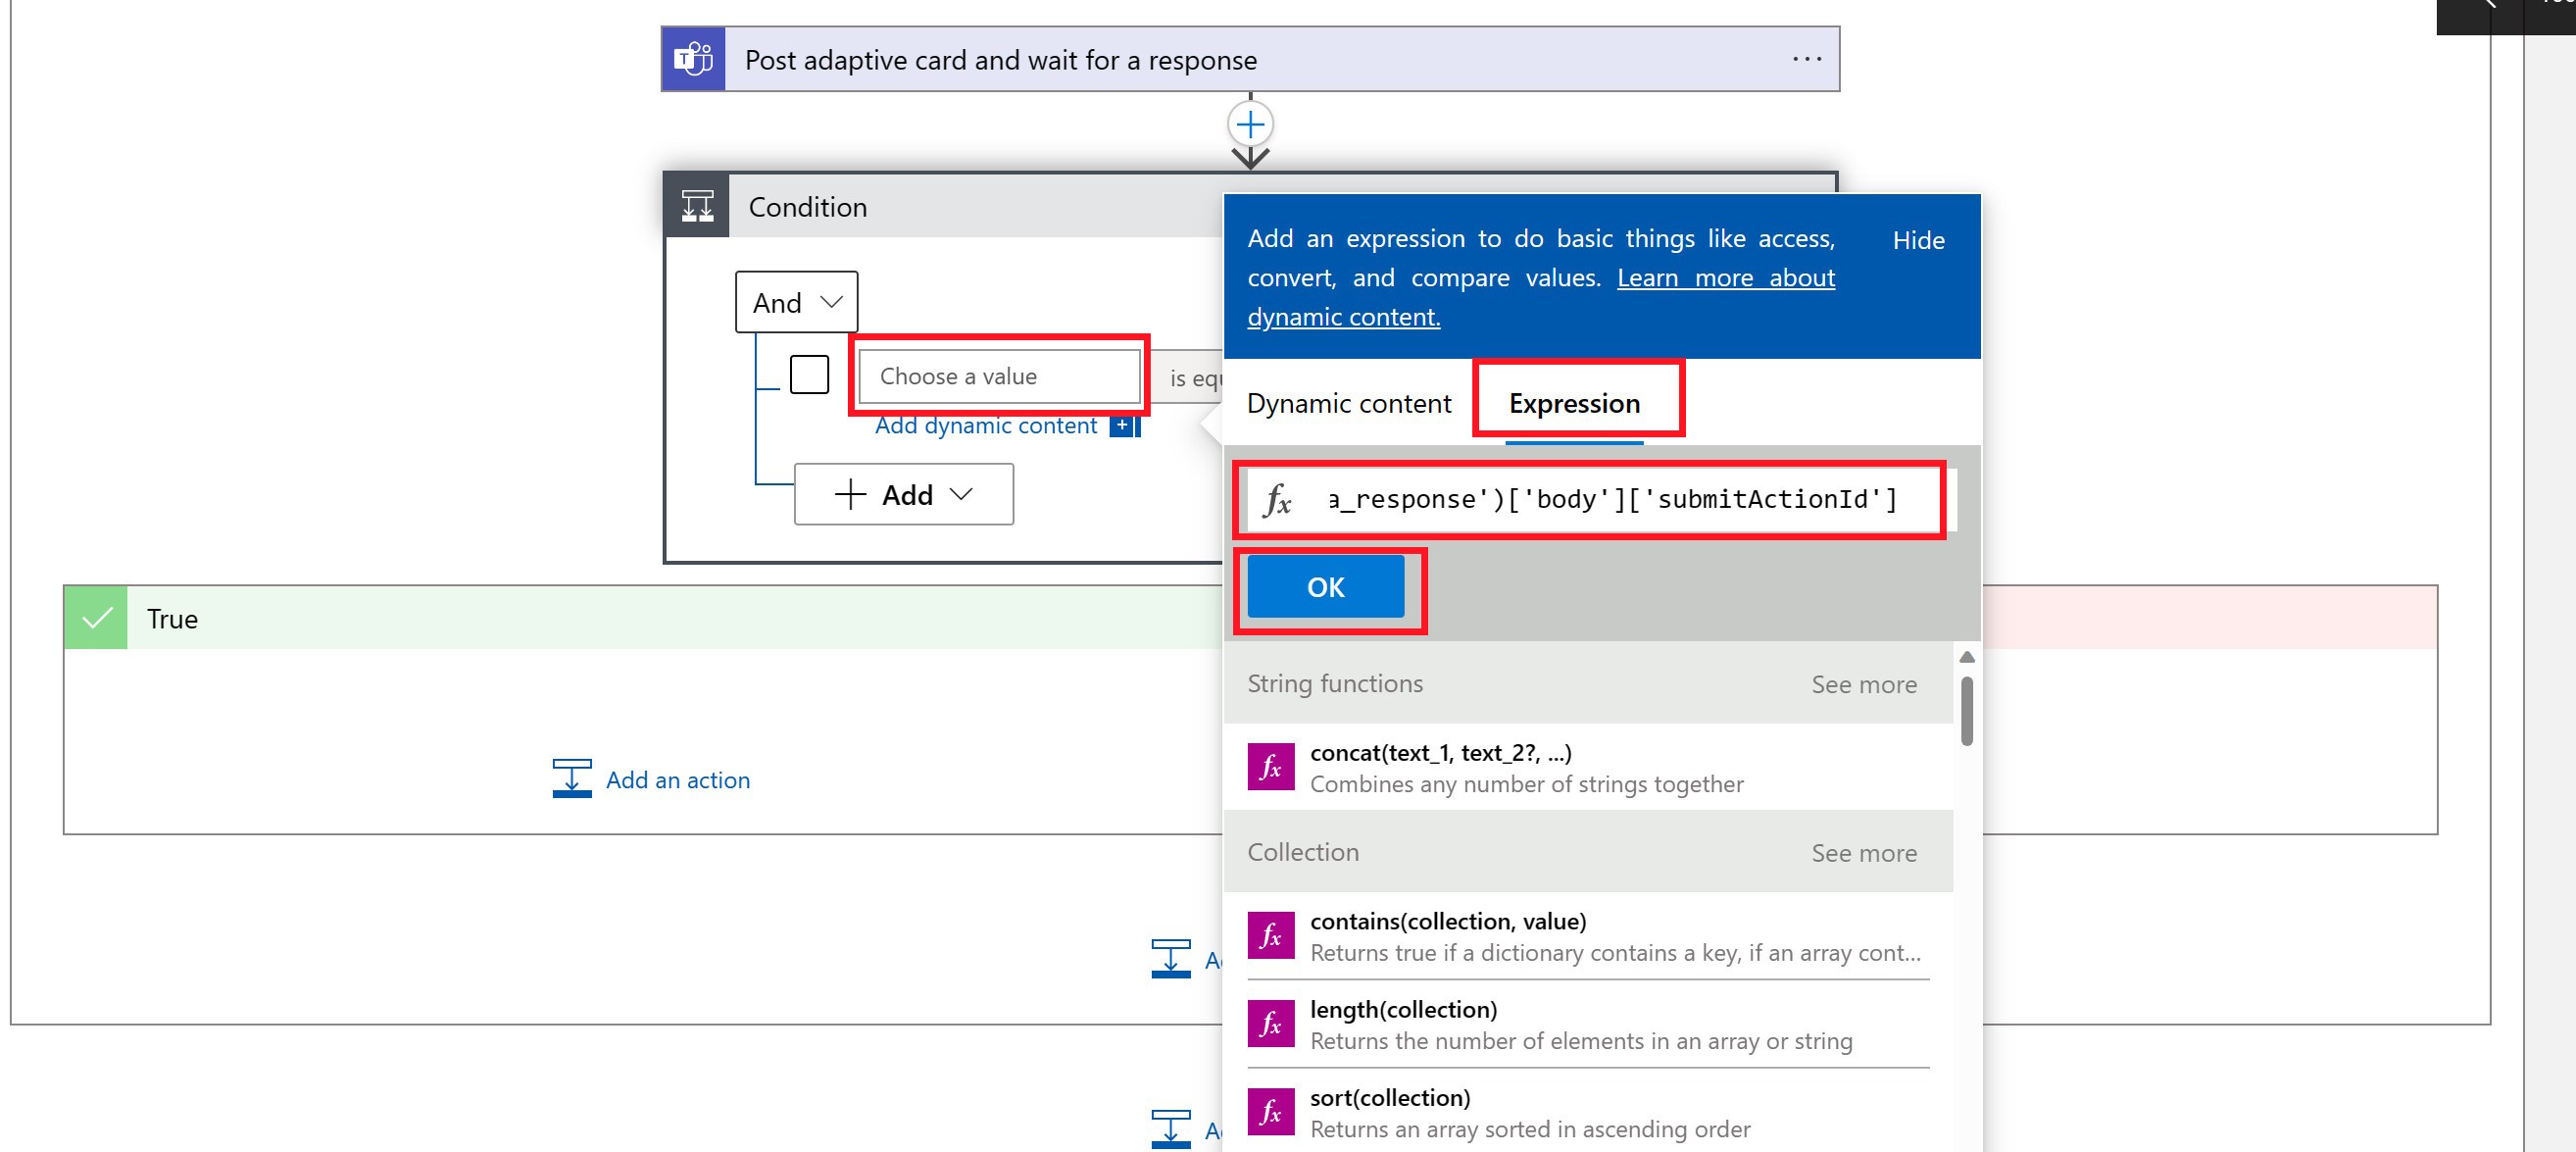 Post adaptive card and wait for a response
Condition
Add an expression to do basic things like access,
Hide
convert, and compare values. Learn more about
dynamic content.
And
Choose a value
is equ
Dynamic content
Expression
Add dynamic content
Add
fx a_response')['body']['submitActionId']
OK
True
String functions
See more
fx concat(text_1, text_2?, ...)
Combines any number of strings together
Add an action
Collection
See more
fx contains(collection, value)
Returns true if a dictionary contains a key, if an array cont...
fx length(collection)
Returns the number of elements in an array or string
fx sort(collection)
Returns an array sorted in ascending order